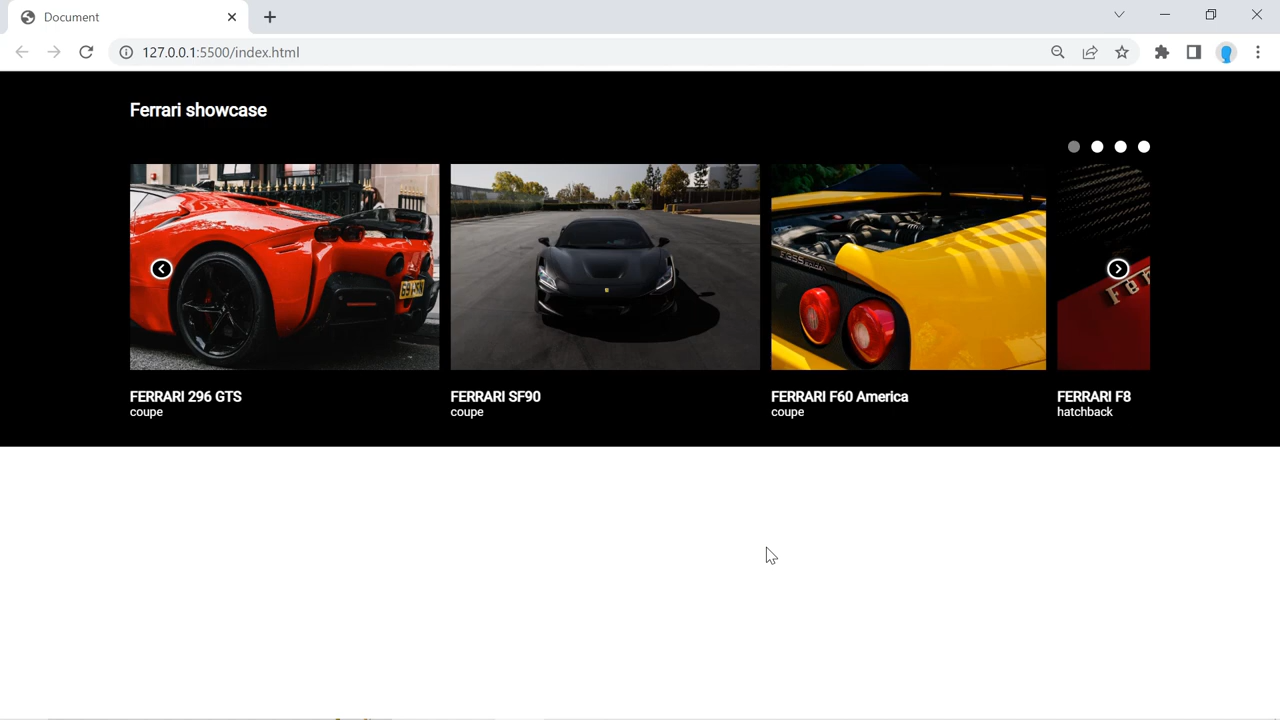 Document
127.0.0.1:5500/index.html
Ferrari showcase
FERRARI 296 GTS
coupe
FERRARI SF90
coupe
FERRARI F60 America
coupe
FERRARI F8
hatchback